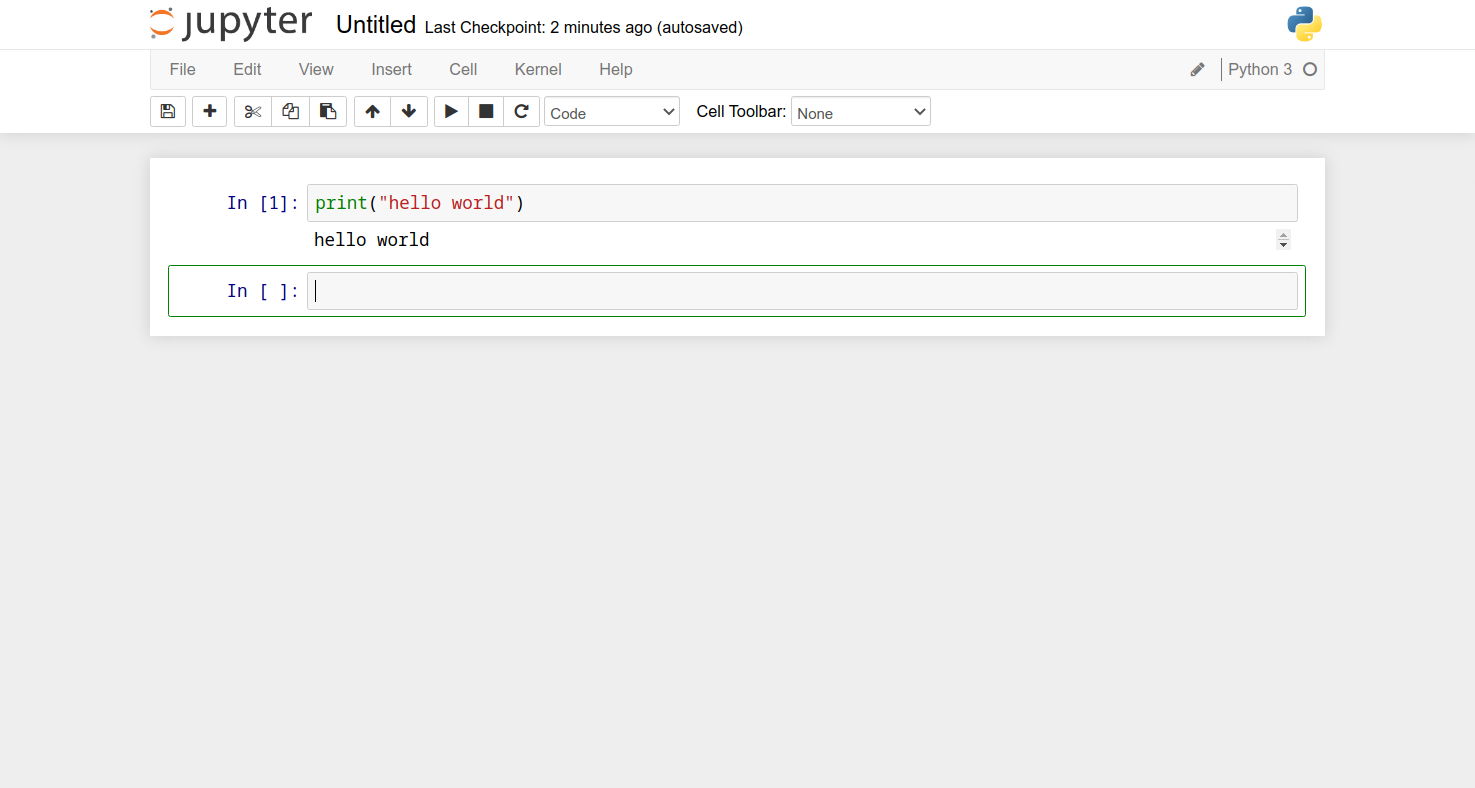 jupyter Untitled Last Checkpoint: 2 minutes ago (autosaved)
File Edit View Insert Cell Kernel Help Python 3
Code Cell Toolbar: None
In [1]: print("hello world")
hello world
In [ ]: